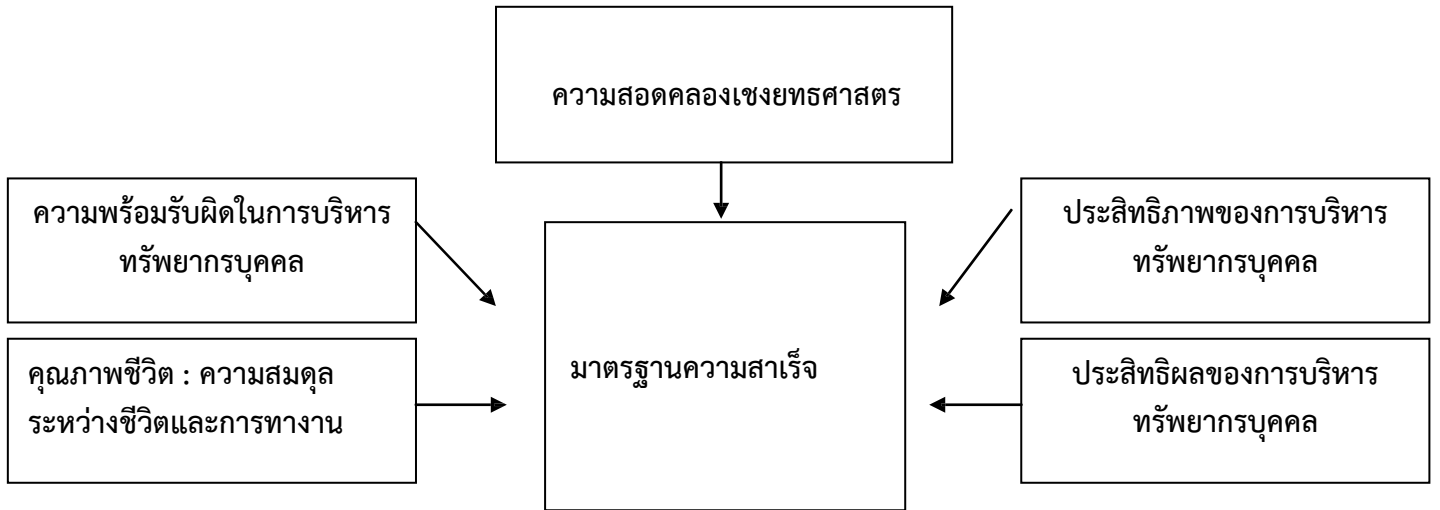 ความสอดคลองเชงยทธศาสตร
ความพร้อมรับผิดในการบริหาร
ทรัพยากรบุคคล
ประสิทธิภาพของการบริหาร
ทรัพยากรบุคคล
มาตรฐานความสาเร็จ
คุณภาพชีวิต : ความสมดุล
ระหว่างชีวิตและการทางาน
ประสิทธิผลของการบริหาร
ทรัพยากรบุคคล